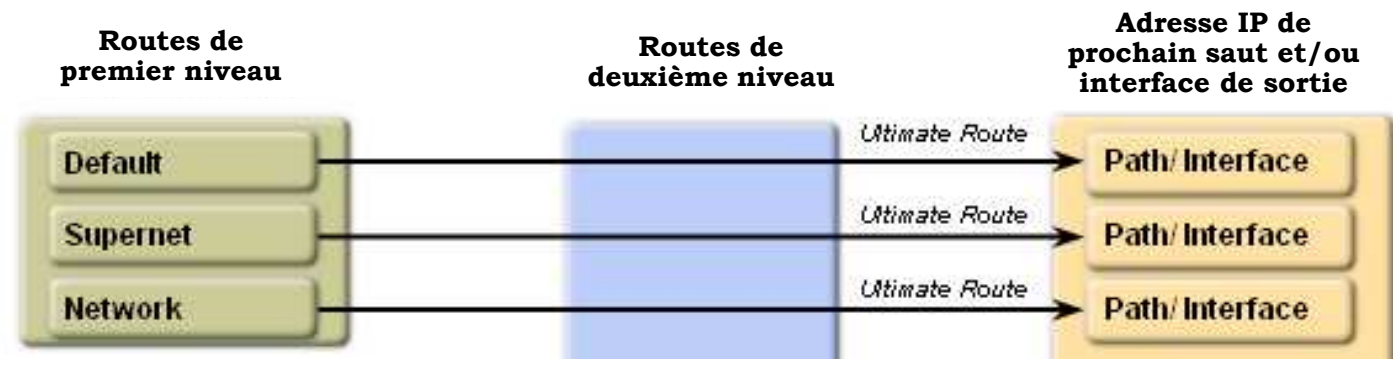 Routes de
premier niveau
Routes de
deuxième niveau
Adresse IP de
prochain saut et/ou
interface de sortie
Default
Ultimate Route
Path/Interface
Supernet
Ultimate Route
Path/Interface
Network
Ultimate Route
Path/Interface